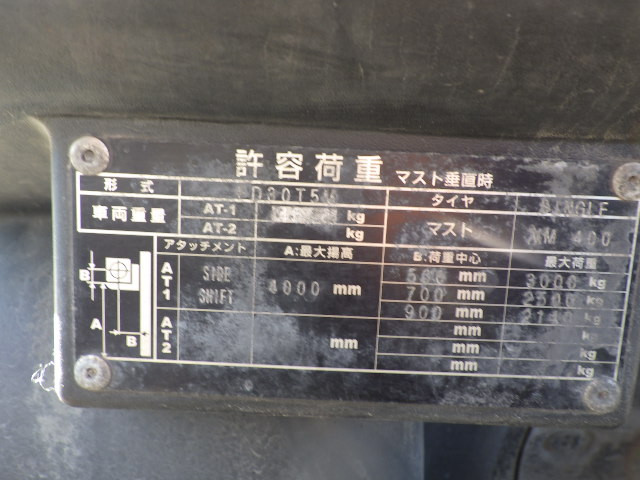 許容荷重 マスト垂直時
形式 D30T5 タイヤ SINGLE
車両重量 AT-1 kg マスト MM 400
AT-2 kg
アタッチメント A:最大揚高 B:荷重中心 最大荷重
B AT1 SIDE SHIFT 4000 mm 500 mm 3000 kg
700 mm 2500 kg
A 900 mm kg
B AT2 mm mm kg
mm kg
mm kg